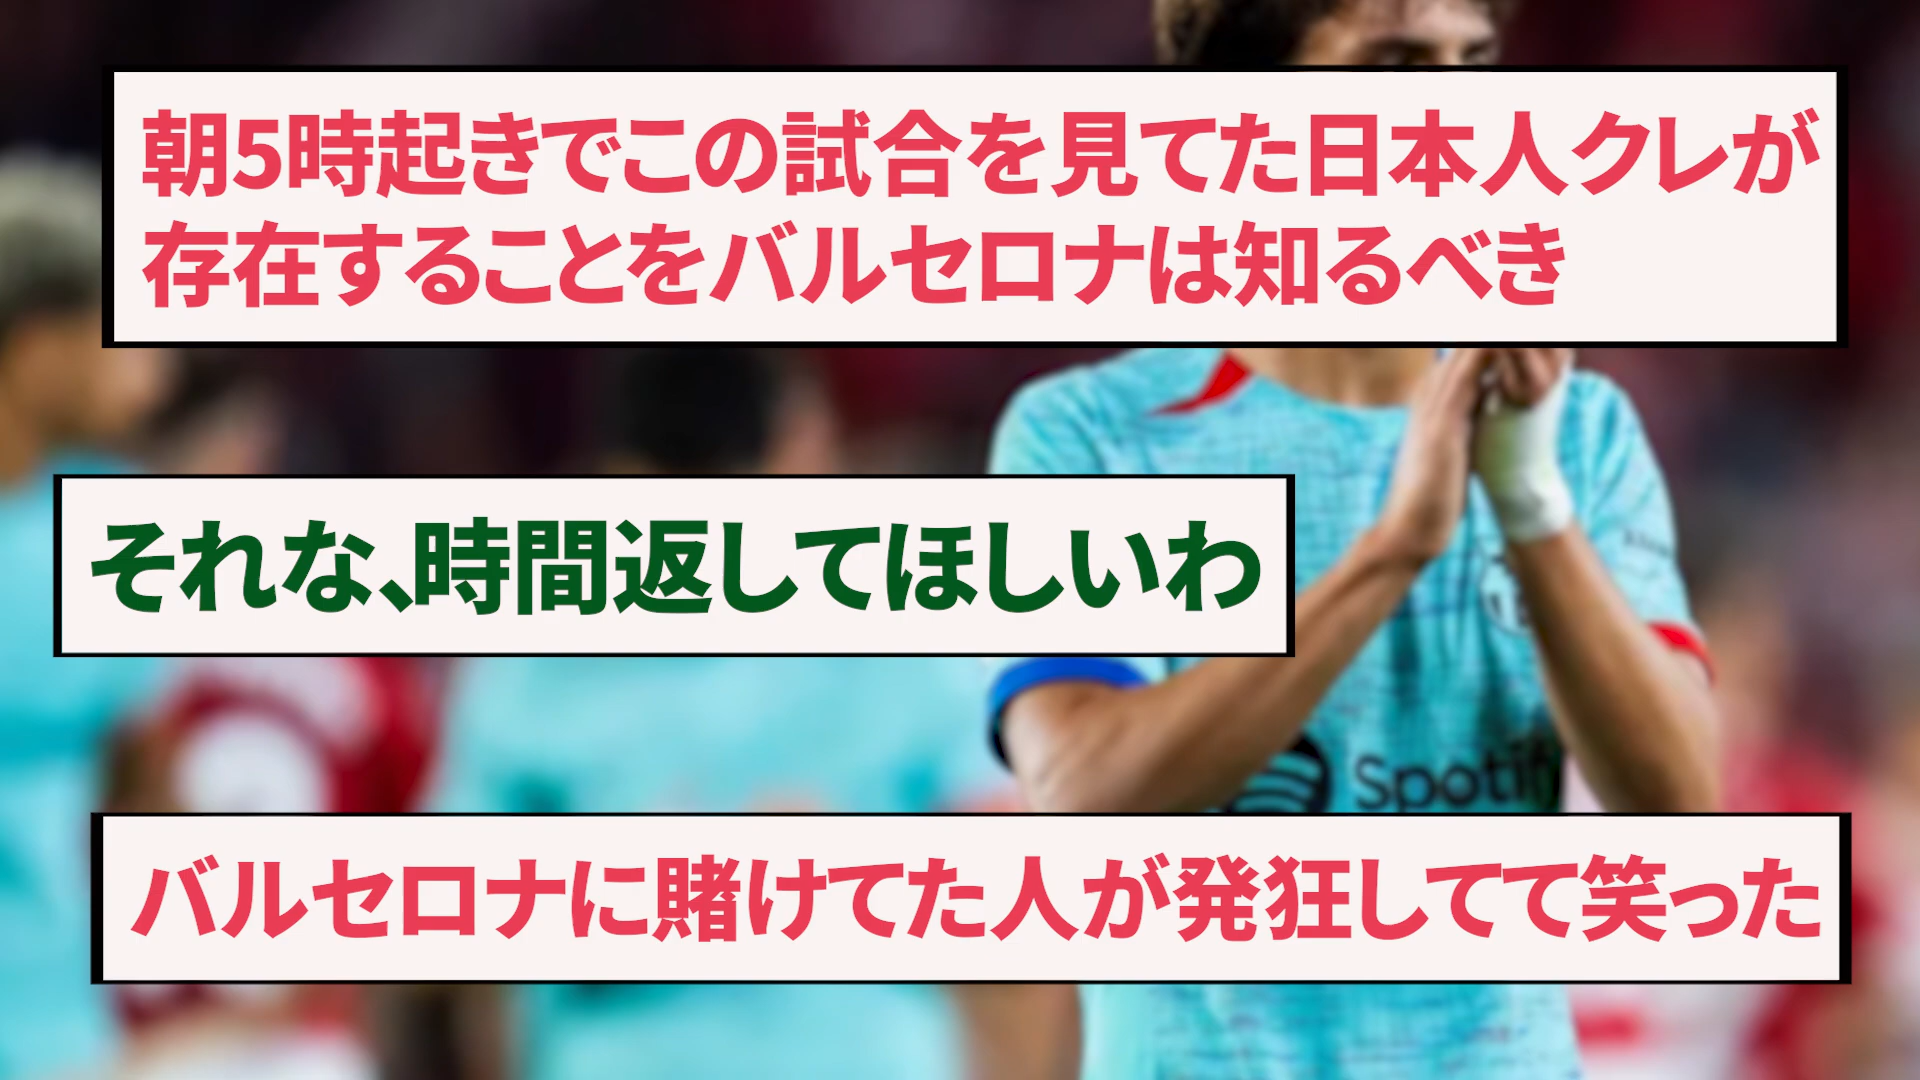 朝5時起きでこの試合を見てた日本人クレが
存在することをバルセロナは知るべき
それな、時間返してほしいわ
Spotify
バルセロナに賭けてた人が発狂してて笑った